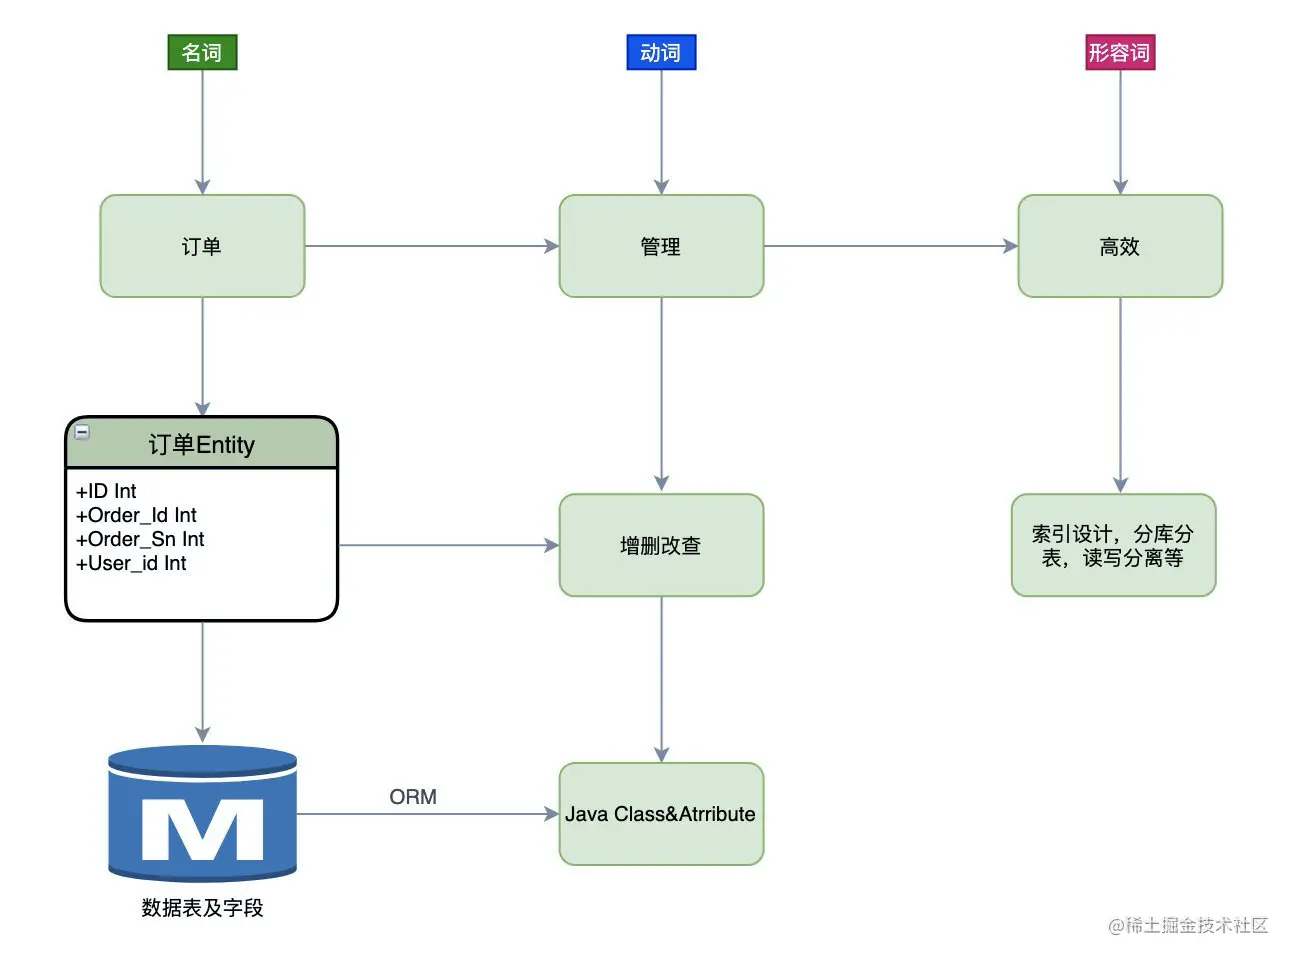 名词
动词
形容词
订单
管理
高效
订单Entity
+ID Int
+Order_Id Int
+Order_Sn Int
+User_id Int
增删改查
索引设计，分库分
表，读写分离等
M
ORM
Java Class&Atrribute
数据表及字段
@稀土掘金技术社区